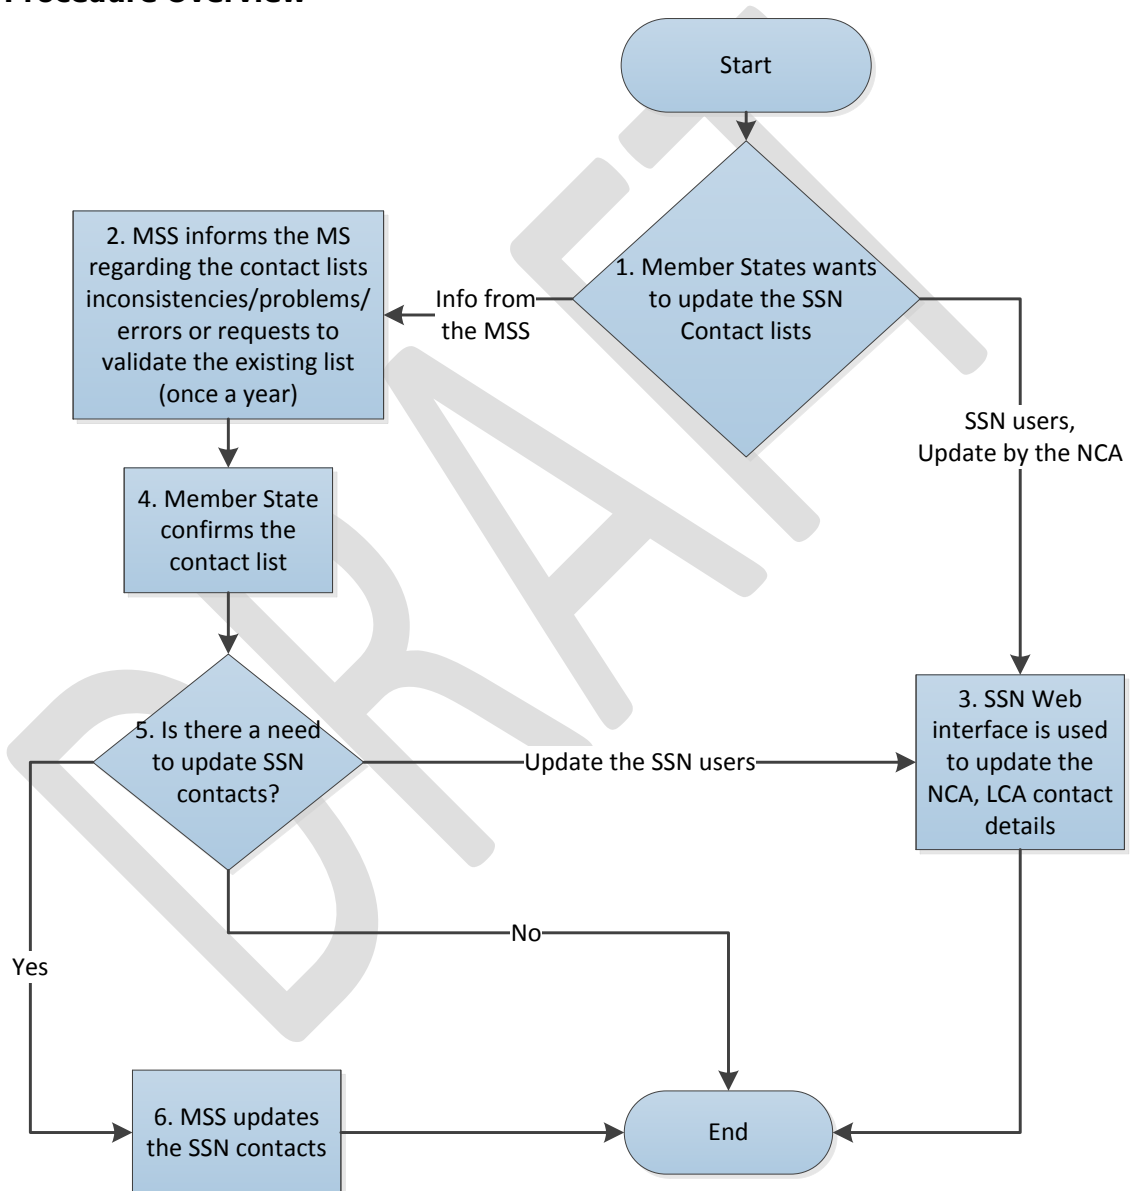 Procedure Overview
Start
1. Member States wants
to update the SSN
Contact lists
Info from
the MSS
2. MSS informs the MS
regarding the contact lists
inconsistencies/problems/
errors or requests to
validate the existing list
(once a year)
SSN users,
Update by the NCA
4. Member State
confirms the
contact list
5. Is there a need
to update SSN
contacts?
Update the SSN users
3. SSN Web
interface is used
to update the
NCA, LCA contact
details
No
Yes
6. MSS updates
the SSN contacts
End
DRAFT